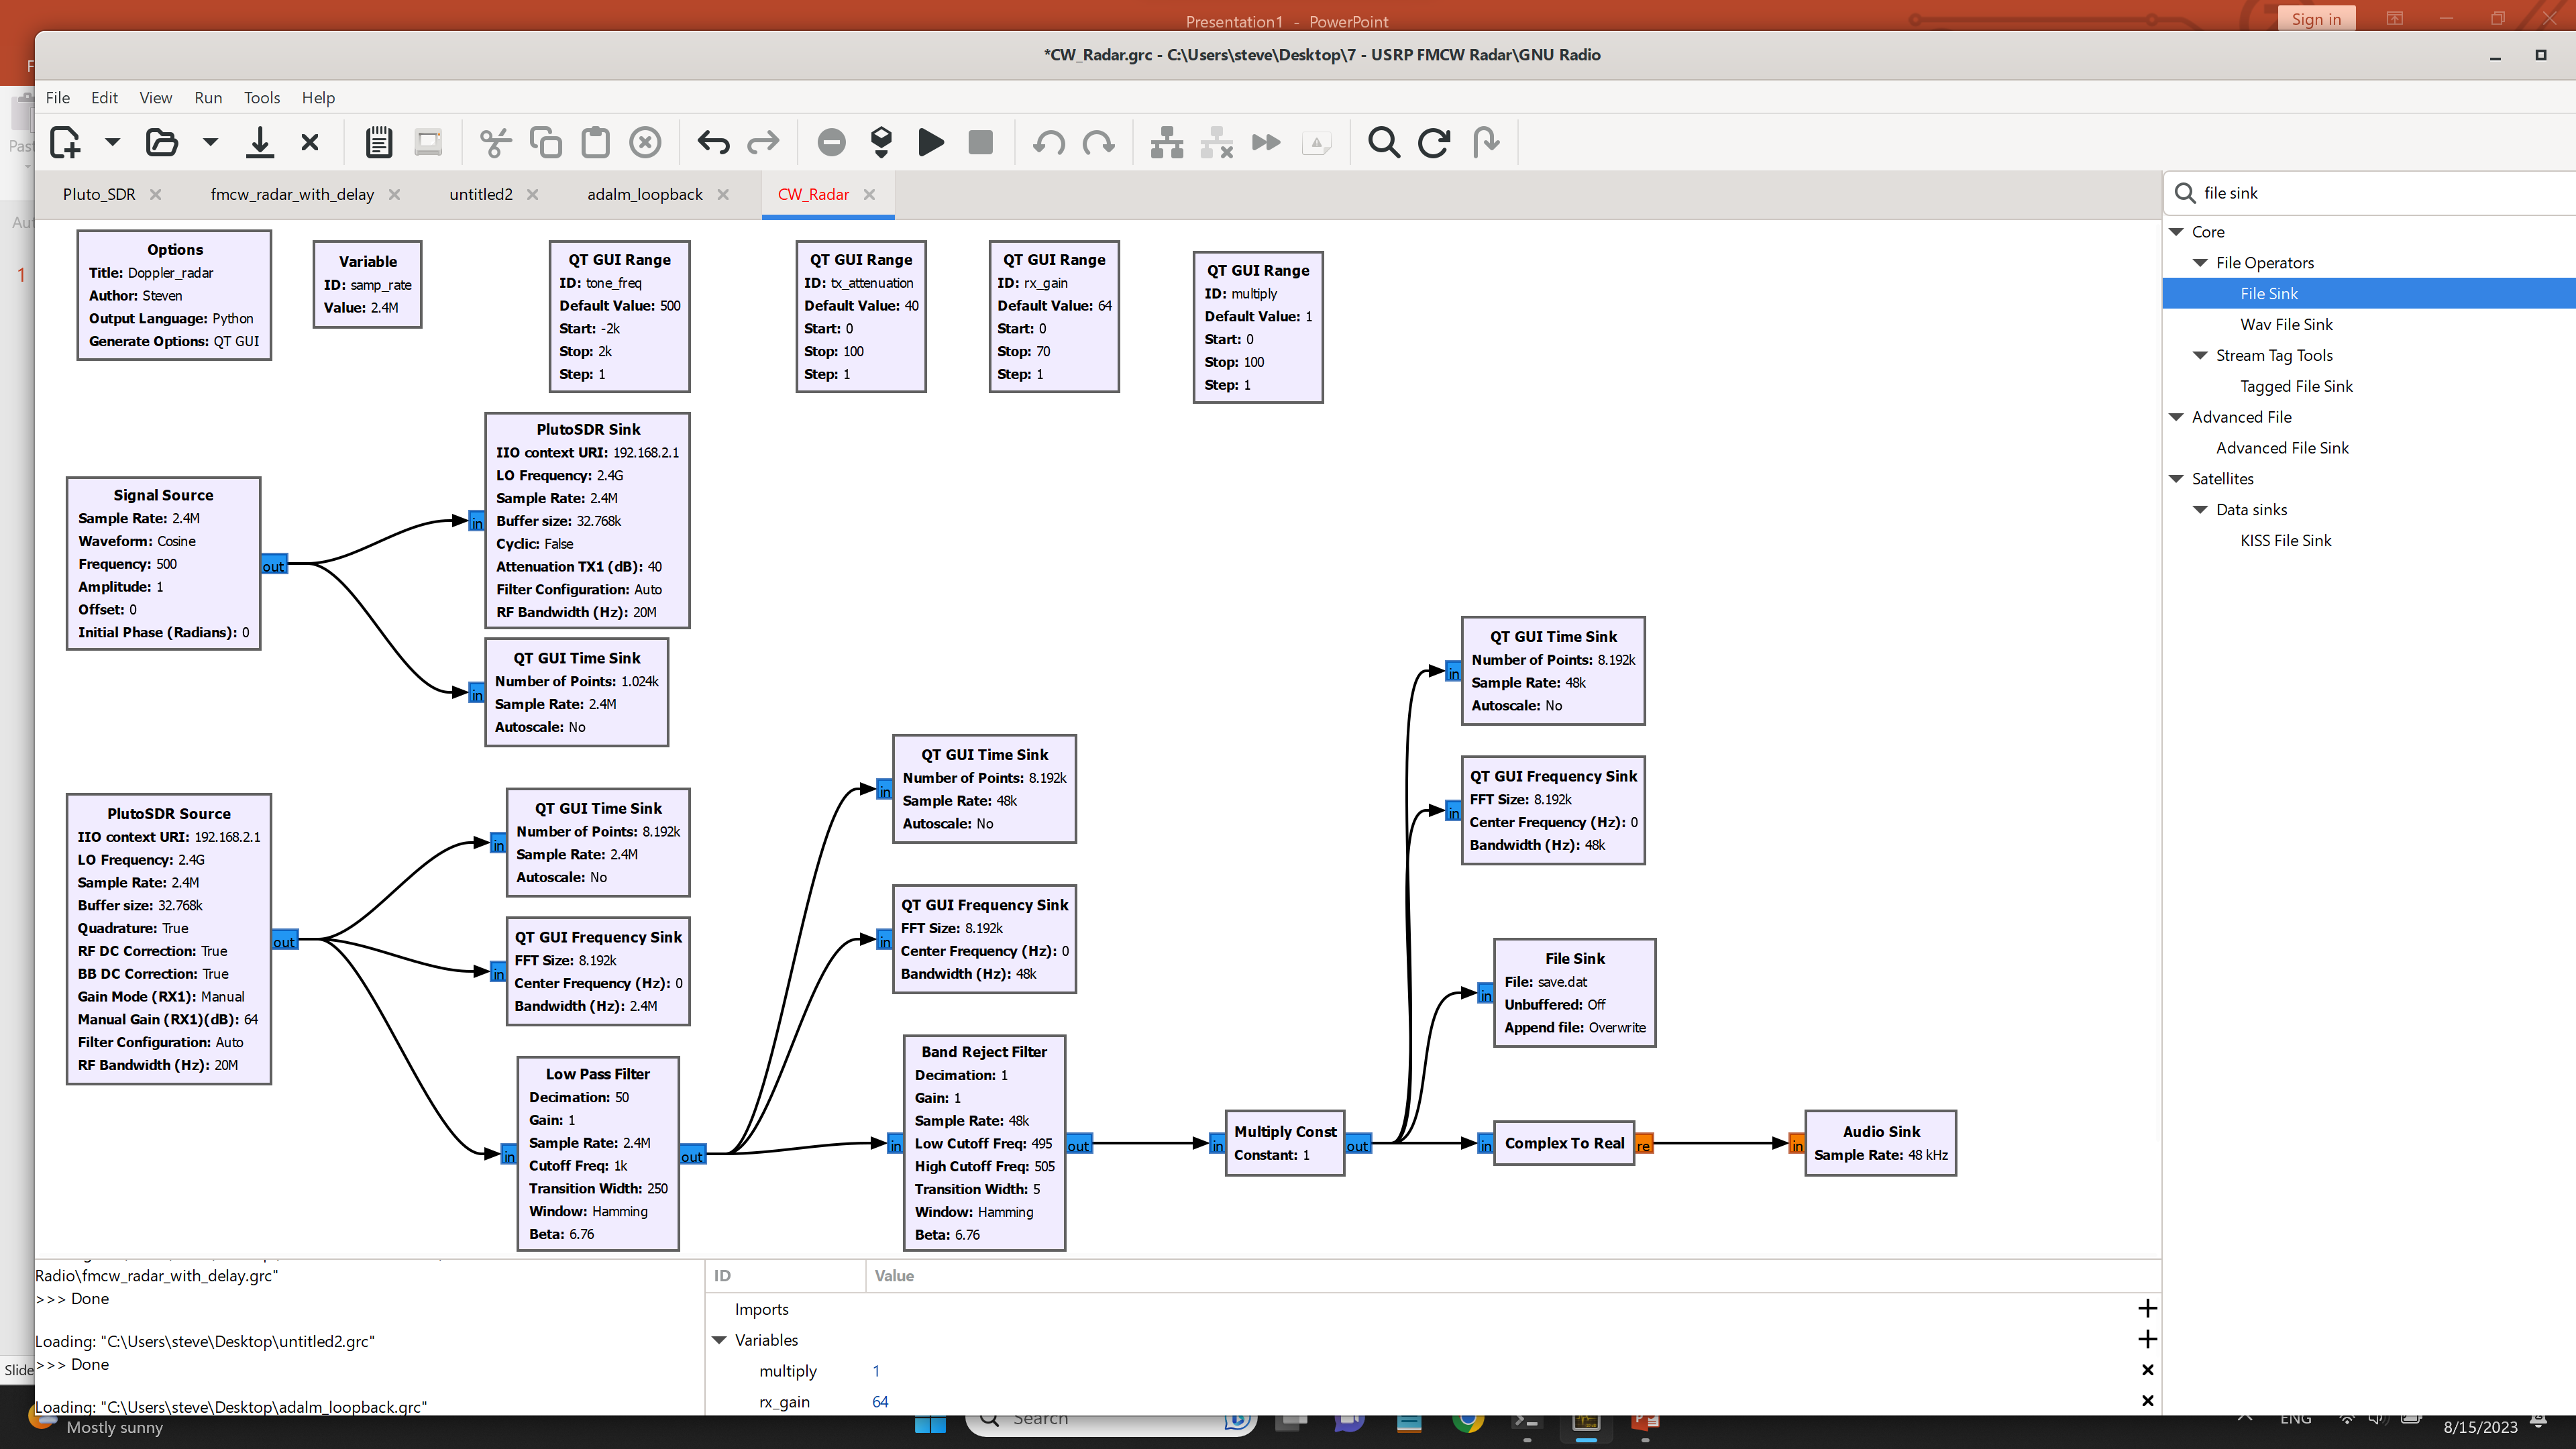 Presentation1 - PowerPoint
Sign in
*CW_Radar.grc - C:\Users\steve\Desktop\7 - USRP FMCW Radar\GNU Radio
File Edit View Run Tools Help
Pluto_SDR
fmcw_radar_with_delay
untitled2
adalm_loopback
CW_Radar
file sink
Core
File Operators
File Sink
Wav File Sink
Stream Tag Tools
Tagged File Sink
Advanced File
Advanced File Sink
Satellites
Data sinks
KISS File Sink
1
Options
Title: Doppler_radar
Author: Steven
Output Language: Python
Generate Options: QT GUI
Variable
ID: samp_rate
Value: 2.4M
QT GUI Range
ID: tone_freq
Default Value: 500
Start: -2k
Stop: 2k
Step: 1
QT GUI Range
ID: tx_attenuation
Default Value: 40
Start: 0
Stop: 100
Step: 1
QT GUI Range
ID: rx_gain
Default Value: 64
Start: 0
Stop: 70
Step: 1
QT GUI Range
ID: multiply
Default Value: 1
Start: 0
Stop: 100
Step: 1
Signal Source
Sample Rate: 2.4M
Waveform: Cosine
Frequency: 500
Amplitude: 1
Offset: 0
Initial Phase (Radians): 0
out
in
PlutoSDR Sink
IIO context URI: 192.168.2.1
LO Frequency: 2.4G
Sample Rate: 2.4M
Buffer size: 32.768k
Cyclic: False
Attenuation TX1 (dB): 40
Filter Configuration: Auto
RF Bandwidth (Hz): 20M
in
QT GUI Time Sink
Number of Points: 1.024k
Sample Rate: 2.4M
Autoscale: No
PlutoSDR Source
IIO context URI: 192.168.2.1
LO Frequency: 2.4G
Sample Rate: 2.4M
Buffer size: 32.768k
Quadrature: True
RF DC Correction: True
BB DC Correction: True
Gain Mode (RX1): Manual
Manual Gain (RX1)(dB): 64
Filter Configuration: Auto
RF Bandwidth (Hz): 20M
out
in
QT GUI Time Sink
Number of Points: 8.192k
Sample Rate: 2.4M
Autoscale: No
in
QT GUI Frequency Sink
FFT Size: 8.192k
Center Frequency (Hz): 0
Bandwidth (Hz): 2.4M
in
Low Pass Filter
Decimation: 50
Gain: 1
Sample Rate: 2.4M
Cutoff Freq: 1k
Transition Width: 250
Window: Hamming
Beta: 6.76
out
in
QT GUI Time Sink
Number of Points: 8.192k
Sample Rate: 48k
Autoscale: No
in
QT GUI Frequency Sink
FFT Size: 8.192k
Center Frequency (Hz): 0
Bandwidth (Hz): 48k
in
Band Reject Filter
Decimation: 1
Gain: 1
Sample Rate: 48k
Low Cutoff Freq: 495
High Cutoff Freq: 505
Transition Width: 5
Window: Hamming
Beta: 6.76
out
in
Multiply Const
Constant: 1
out
in
QT GUI Time Sink
Number of Points: 8.192k
Sample Rate: 48k
Autoscale: No
in
QT GUI Frequency Sink
FFT Size: 8.192k
Center Frequency (Hz): 0
Bandwidth (Hz): 48k
in
File Sink
File: save.dat
Unbuffered: Off
Append file: Overwrite
in
Complex To Real
re
in
Audio Sink
Sample Rate: 48 kHz
Radio\fmcw_radar_with_delay.grc"
>>> Done
Loading: "C:\Users\steve\Desktop\untitled2.grc"
>>> Done
Loading: "C:\Users\steve\Desktop\adalm_loopback.grc"
ID Value
Imports
Variables
multiply 1
rx_gain 64
Slide
Mostly sunny
Search
ENG
8/15/2023